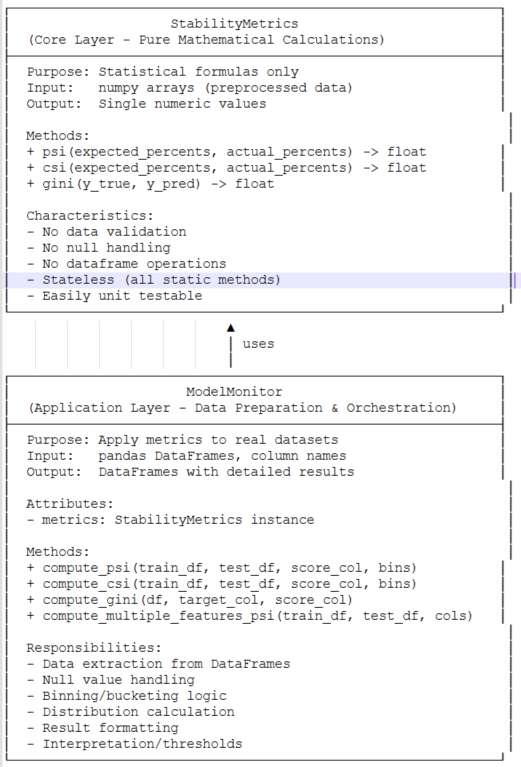 StabilityMetrics
(Core Layer - Pure Mathematical Calculations)
Purpose: Statistical formulas only
Input: numpy arrays (preprocessed data)
Output: Single numeric values
Methods:
+ psi(expected_percents, actual_percents) -> float
+ csi(expected_percents, actual_percents) -> float
+ gini(y_true, y_pred) -> float
Characteristics:
- No data validation
- No null handling
- No dataframe operations
- Stateless (all static methods)
- Easily unit testable
uses
ModelMonitor
(Application Layer - Data Preparation & Orchestration)
Purpose: Apply metrics to real datasets
Input: pandas DataFrames, column names
Output: DataFrames with detailed results
Attributes:
- metrics: StabilityMetrics instance
Methods:
+ compute_psi(train_df, test_df, score_col, bins)
+ compute_csi(train_df, test_df, score_col, bins)
+ compute_gini(df, target_col, score_col)
+ compute_multiple_features_psi(train_df, test_df, cols)
Responsibilities:
- Data extraction from DataFrames
- Null value handling
- Binning/bucketing logic
- Distribution calculation
- Result formatting
- Interpretation/thresholds